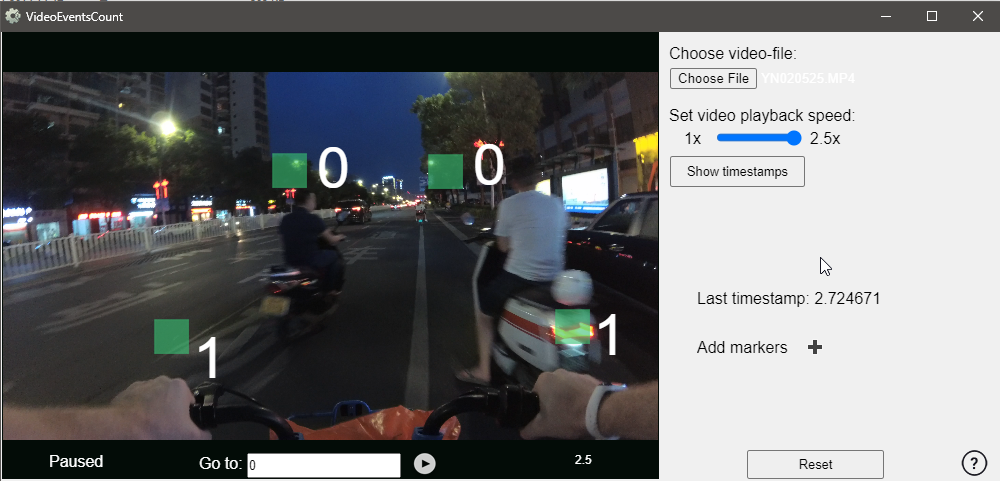 VideoEventsCount
0
0
1
1
Paused
Go to:
0
2.5
Choose video-file:
Choose File YN020525.MP4
Set video playback speed:
1x 2.5x
Show timestamps
Last timestamp: 2.724671
Add markers
Reset
?